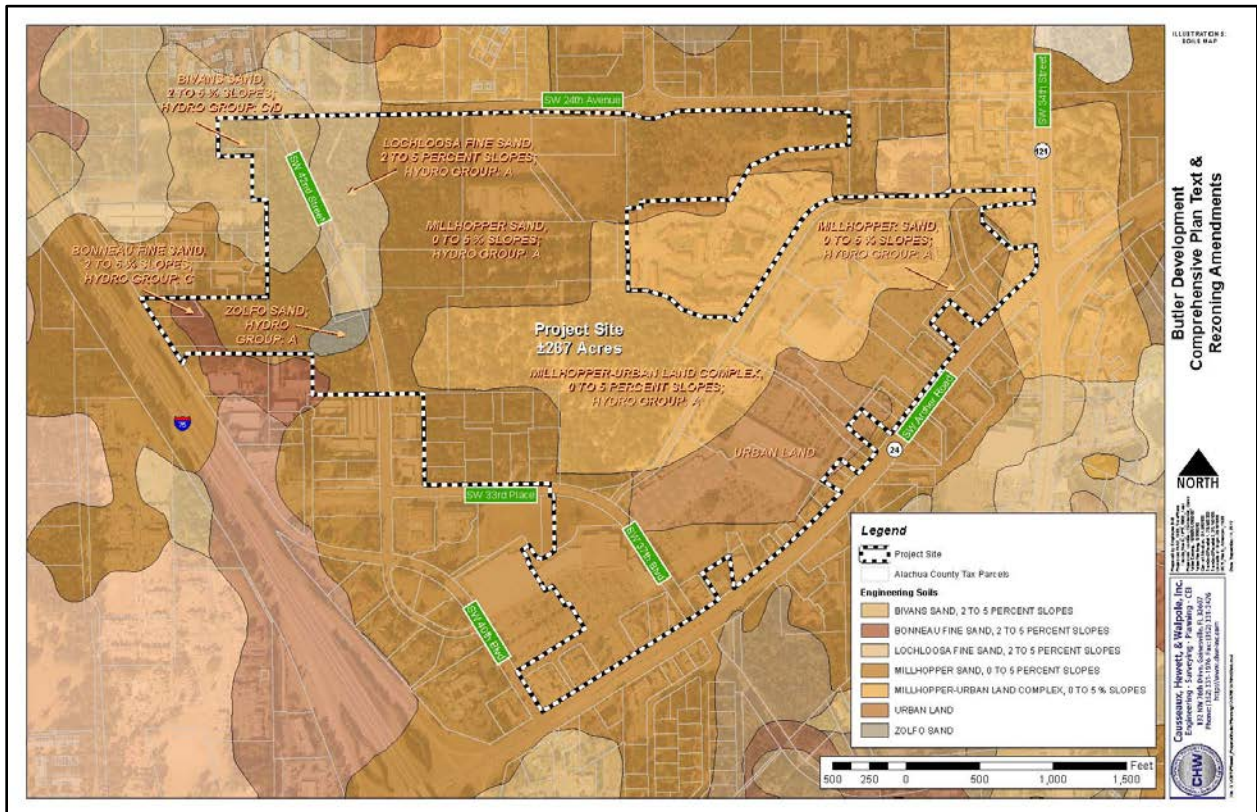 ILLUSTRATION 5:
SOILS MAP
Butler Development
Comprehensive Plan Text &
Rezoning Amendments
NORTH
Causseaux, Hewett, & Walpole, Inc.
Engineering · Surveying · Planning · CEI
CHW
BIVANS SAND,
2 TO 5 % SLOPES;
HYDRO GROUP: C/D
SW 24th Avenue
SW 34th Street
121
LOCHLOOSA FINE SAND,
2 TO 5 PERCENT SLOPES;
HYDRO GROUP: A
SW 42nd Street
MILLHOPPER SAND,
0 TO 5 % SLOPES;
HYDRO GROUP: A
MILLHOPPER SAND,
0 TO 5 % SLOPES;
HYDRO GROUP: A
BONNEAU FINE SAND,
2 TO 5 % SLOPES;
HYDRO GROUP: C
ZOLFO SAND;
HYDRO
GROUP: A
Project Site
±267 Acres
MILLHOPPER-URBAN LAND COMPLEX,
0 TO 5 PERCENT SLOPES;
HYDRO GROUP: A
75
SW Archer Road
24
URBAN LAND
SW 33rd Place
SW 37th Blvd
SW 40th Blvd
Legend
Project Site
Alachua County Tax Parcels
Engineering Soils
BIVANS SAND, 2 TO 5 PERCENT SLOPES
BONNEAU FINE SAND, 2 TO 5 PERCENT SLOPES
LOCHLOOSA FINE SAND, 2 TO 5 PERCENT SLOPES
MILLHOPPER SAND, 0 TO 5 PERCENT SLOPES
MILLHOPPER-URBAN LAND COMPLEX, 0 TO 5 % SLOPES
URBAN LAND
ZOLFO SAND
Feet
500 250 0 500 1,000 1,500